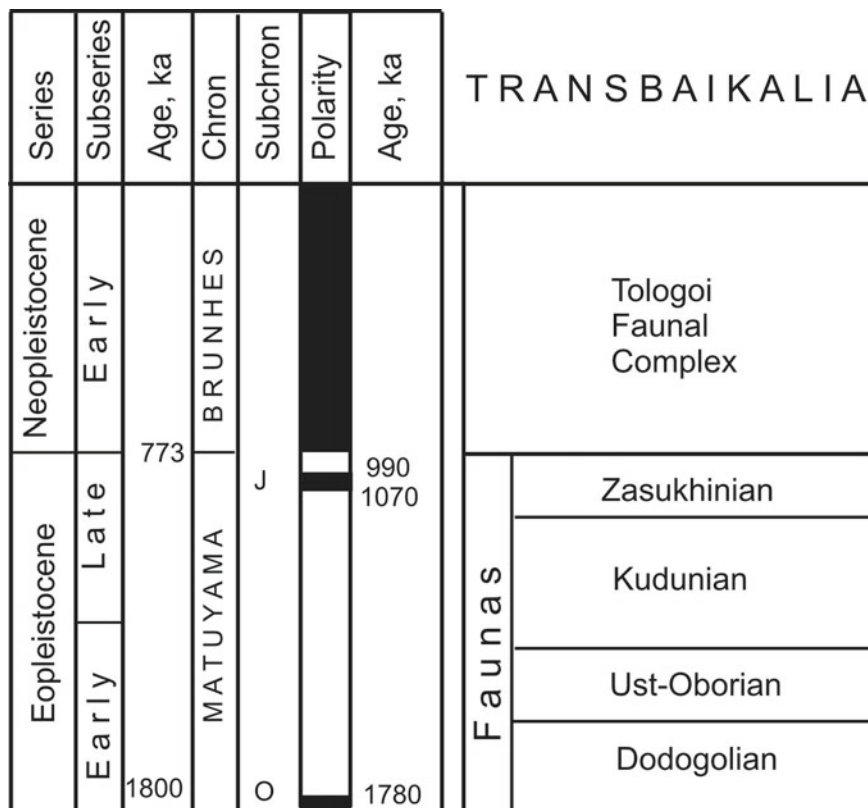 Series
Subseries
Age, ka
Chron
Subchron
Polarity
Age, ka
TRANSBAIKALIA
Neopleistocene
Early
BRUNHES
Tologoi
Faunal
Complex
773
990
1070
J
Eopleistocene
Late
Early
MATUYAMA
Faunas
Zasukhinian
Kudunian
Ust-Oborian
Dodogolian
1800
O
1780